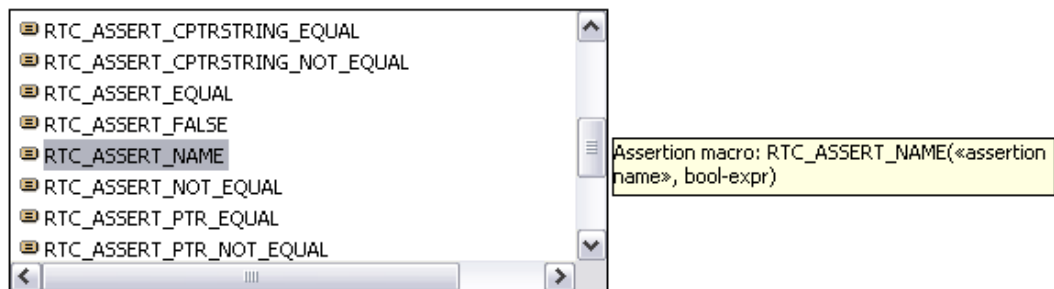 RTC_ASSERT_CPTRSTRING_EQUAL
RTC_ASSERT_CPTRSTRING_NOT_EQUAL
RTC_ASSERT_EQUAL
RTC_ASSERT_FALSE
RTC_ASSERT_NAME
RTC_ASSERT_NOT_EQUAL
RTC_ASSERT_PTR_EQUAL
RTC_ASSERT_PTR_NOT_EQUAL
Assertion macro: RTC_ASSERT_NAME(«assertion
name», bool-expr)